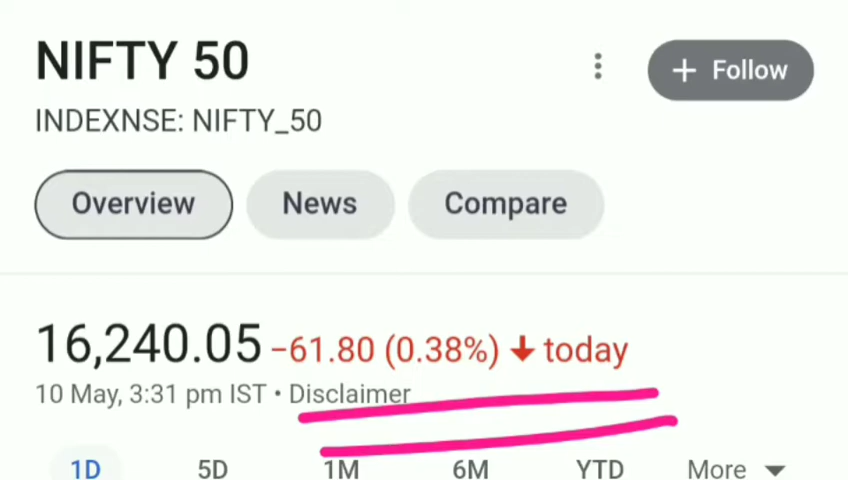 NIFTY 50
+ Follow
INDEXNSE: NIFTY_50
Overview News Compare
16,240.05 -61.80 (0.38%) ↓ today
10 May, 3:31 pm IST • Disclaimer
1D 5D 1M 6M YTD More